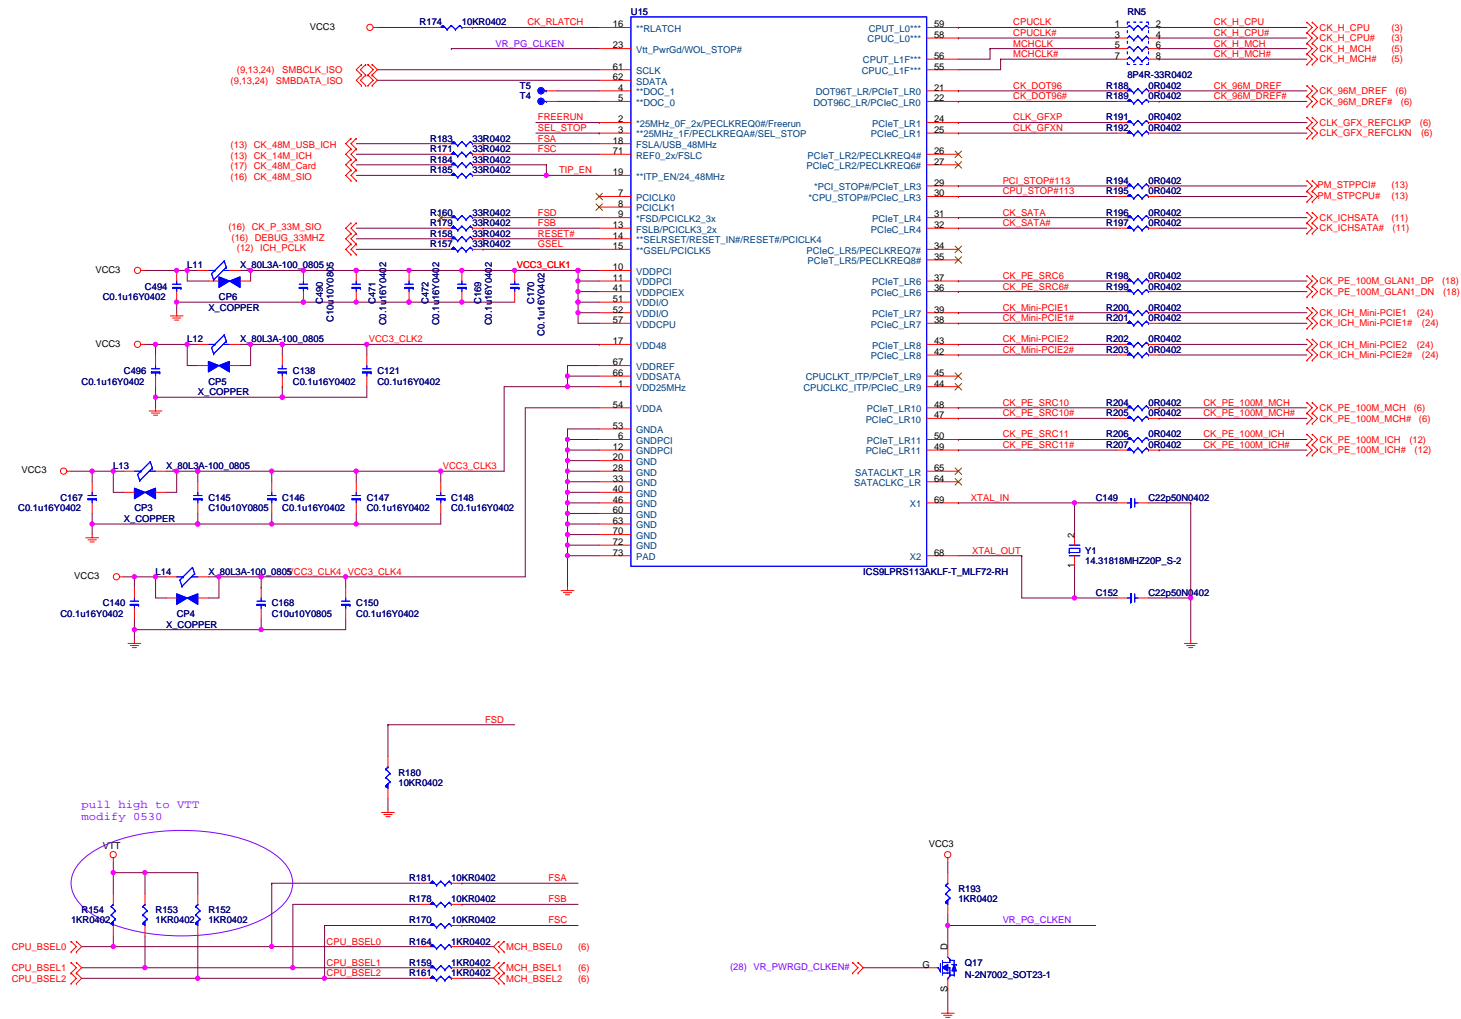 U15
VCC3 R174 10KR0402 CK_RLATCH 16 **RLATCH
VR_PG_CLKEN 23 Vtt_PwrGd/WOL_STOP#
(9,13,24) SMBCLK_ISO 61 SCLK
(9,13,24) SMBDATA_ISO 62 SDATA
T5 4 **DOC_1
T4 5 **DOC_0
FREERUN 2 *25MHz_0F_2x/PECLKREQ0#/Freerun
SEL_STOP 3 **25MHz_1F/PECLKREQA#/SEL_STOP
(13) CK_48M_USB_ICH R183 33R0402 FSA 18 FSLA/USB_48MHz
(13) CK_14M_ICH R171 33R0402 FSC 71 REF0_2x/FSLC
(17) CK_48M_Card R184 33R0402
(16) CK_48M_SIO R185 33R0402 TIP_EN 19 **ITP_EN/24_48MHz
7 PCICLK0
8 PCICLK1
R160 33R0402 FSD 9 *FSD/PCICLK2_3x
(16) CK_P_33M_SIO R179 33R0402 FSB 13 FSLB/PCICLK3_2x
(16) DEBUG_33MHZ R158 33R0402 RESET# 14 **SELRSET/RESET_IN#/RESET#/PCICLK4
(12) ICH_PCLK R157 33R0402 GSEL 15 **GSEL/PCICLK5
VCC3 L11 X_80L3A-100_0805 VCC3_CLK1 10 VDDPCI
11 VDDPCI
41 VDDPCIEX
51 VDDI/O
52 VDDI/O
57 VDDCPU
C494 C0.1u16Y0402
CP6 X_COPPER
C490 C10u10Y0805
C471 C0.1u16Y0402
C472 C0.1u16Y0402
C169 C0.1u16Y0402
C170 C0.1u16Y0402
VCC3 L12 X_80L3A-100_0805 VCC3_CLK2 17 VDD48
C496 C0.1u16Y0402
CP5 X_COPPER
C138 C0.1u16Y0402
C121 C0.1u16Y0402
67 VDDREF
66 VDDSATA
1 VDD25MHz
54 VDDA
53 GNDA
6 GNDPCI
12 GNDPCI
20 GND
28 GND
33 GND
40 GND
46 GND
60 GND
63 GND
70 GND
72 GND
73 PAD
VCC3 L13 X_80L3A-100_0805 VCC3_CLK3
C167 C0.1u16Y0402
CP3 X_COPPER
C145 C10u10Y0805
C146 C0.1u16Y0402
C147 C0.1u16Y0402
C148 C0.1u16Y0402
VCC3 L14 X_80L3A-100_0805 VCC3_CLK4 VCC3_CLK4
C140 C0.1u16Y0402
CP4 X_COPPER
C168 C10u10Y0805
C150 C0.1u16Y0402
RN5
CPUT_L0*** 59 CPUCLK 1 2 CK_H_CPU CK_H_CPU (3)
CPUC_L0*** 58 CPUCLK# 3 4 CK_H_CPU# CK_H_CPU# (3)
CPUT_L1F*** 56 MCHCLK 5 6 CK_H_MCH CK_H_MCH (5)
CPUC_L1F*** 55 MCHCLK# 7 8 CK_H_MCH# CK_H_MCH# (5)
8P4R-33R0402
DOT96T_LR/PCIeT_LR0 21 CK_DOT96 R188 0R0402 CK_96M_DREF CK_96M_DREF (6)
DOT96C_LR/PCIeC_LR0 22 CK_DOT96# R189 0R0402 CK_96M_DREF# CK_96M_DREF# (6)
PCIeT_LR1 24 CLK_GFXP R191 0R0402 CLK_GFX_REFCLKP (6)
PCIeC_LR1 25 CLK_GFXN R192 0R0402 CLK_GFX_REFCLKN (6)
PCIeT_LR2/PECLKREQ4# 26
PCIeC_LR2/PECLKREQ6# 27
*PCI_STOP#/PCIeT_LR3 29 PCI_STOP#113 R194 0R0402 PM_STPPCI# (13)
*CPU_STOP#/PCIeC_LR3 30 CPU_STOP#113 R195 0R0402 PM_STPCPU# (13)
PCIeT_LR4 31 CK_SATA R196 0R0402 CK_ICHSATA (11)
PCIeC_LR4 32 CK_SATA# R197 0R0402 CK_ICHSATA# (11)
PCIeC_LR5/PECLKREQ7# 34
PCIeT_LR5/PECLKREQ8# 35
PCIeT_LR6 37 CK_PE_SRC6 R198 0R0402 CK_PE_100M_GLAN1_DP (18)
PCIeC_LR6 36 CK_PE_SRC6# R199 0R0402 CK_PE_100M_GLAN1_DN (18)
PCIeT_LR7 39 CK_Mini-PCIE1 R200 0R0402 CK_ICH_Mini-PCIE1 (24)
PCIeC_LR7 38 CK_Mini-PCIE1# R201 0R0402 CK_ICH_Mini-PCIE1# (24)
PCIeT_LR8 43 CK_Mini-PCIE2 R202 0R0402 CK_ICH_Mini-PCIE2 (24)
PCIeC_LR8 42 CK_Mini-PCIE2# R203 0R0402 CK_ICH_Mini-PCIE2# (24)
CPUCLKT_ITP/PCIeT_LR9 45
CPUCLKC_ITP/PCIeC_LR9 44
PCIeT_LR10 48 CK_PE_SRC10 R204 0R0402 CK_PE_100M_MCH CK_PE_100M_MCH (6)
PCIeC_LR10 47 CK_PE_SRC10# R205 0R0402 CK_PE_100M_MCH# CK_PE_100M_MCH# (6)
PCIeT_LR11 50 CK_PE_SRC11 R206 0R0402 CK_PE_100M_ICH CK_PE_100M_ICH (12)
PCIeC_LR11 49 CK_PE_SRC11# R207 0R0402 CK_PE_100M_ICH# CK_PE_100M_ICH# (12)
SATACLKT_LR 65
SATACLKC_LR 64
X1 69 XTAL_IN C149 C22p50N0402
2 Y1
1 14.31818MHZ20P_S-2
X2 68 XTAL_OUT
ICS9LPRS113AKLF-T_MLF72-RH
C152 C22p50N0402
FSD
R180
10KR0402
pull high to VTT
modify 0530
VTT
R154 1KR0402
R153 1KR0402
R152 1KR0402
R181 10KR0402 FSA
R178 10KR0402 FSB
R170 10KR0402 FSC
CPU_BSEL0 CPU_BSEL0 R164 1KR0402 MCH_BSEL0 (6)
CPU_BSEL1 CPU_BSEL1 R159 1KR0402 MCH_BSEL1 (6)
CPU_BSEL2 CPU_BSEL2 R161 1KR0402 MCH_BSEL2 (6)
VCC3
R193
1KR0402
VR_PG_CLKEN
D
(28) VR_PWRGD_CLKEN# G Q17
N-2N7002_SOT23-1
S